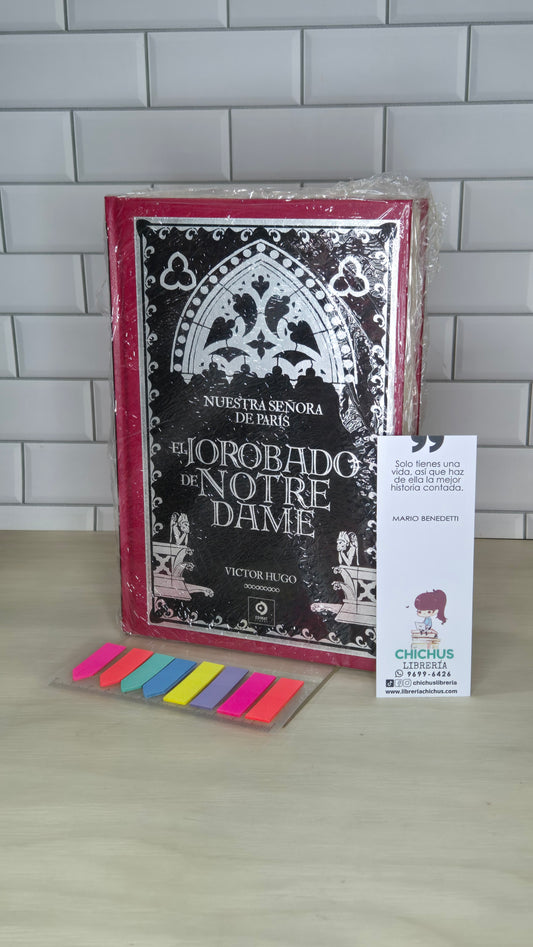 NUESTRA SEÑORA
DE PARÍS
EL JOROBADO
DE NOTRE
DAME
VICTOR HUGO
”
Solo tienes una
vida, así que haz
de ella la mejor
historia contada.
MARIO BENEDETTI
CHICHUS
LIBRERÍA
9699-6426
chichuslibreria
www.libreriachichus.com